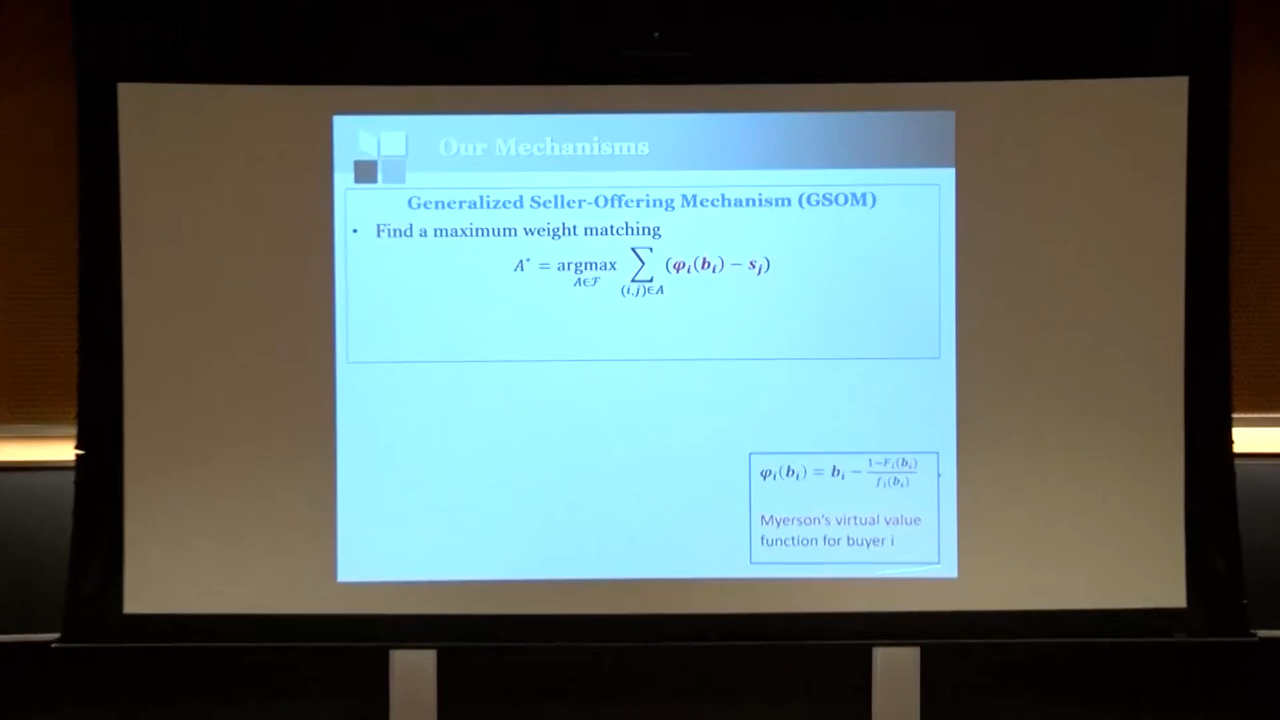 Our Mechanisms
Generalized Seller-Offering Mechanism (GSOM)
• Find a maximum weight matching
A* = argmax ∑ (φᵢ(bᵢ) − sⱼ)
A∈ℱ (i,j)∈A
φᵢ(bᵢ) = bᵢ − 1−Fᵢ(bᵢ) / fᵢ(bᵢ)
Myerson's virtual value
function for buyer i